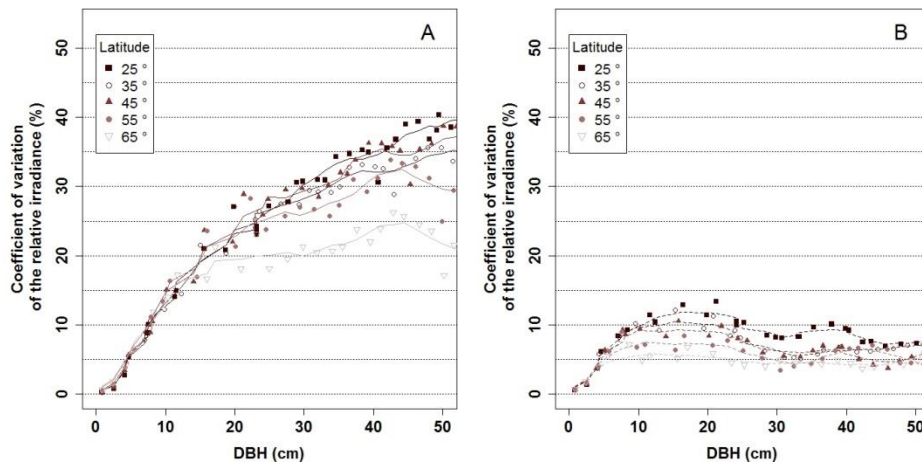 A
Latitude
25 °
35 °
45 °
55 °
65 °
50
40
30
20
10
0
Coefficient of variation
of the relative irradiance (%)
0 10 20 30 40 50
DBH (cm)
B
Latitude
25 °
35 °
45 °
55 °
65 °
50
40
30
20
10
0
Coefficient of variation
of the relative irradiance (%)
0 10 20 30 40 50
DBH (cm)